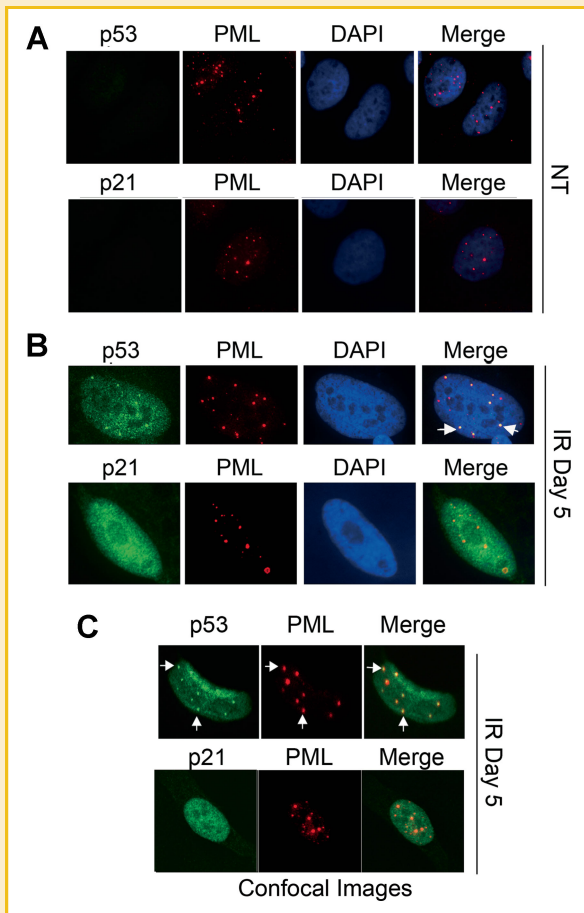 A
p53 PML DAPI Merge
p21 PML DAPI Merge
NT
B
p53 PML DAPI Merge
p21 PML DAPI Merge
IR Day 5
C
p53 PML Merge
p21 PML Merge
IR Day 5
Confocal Images